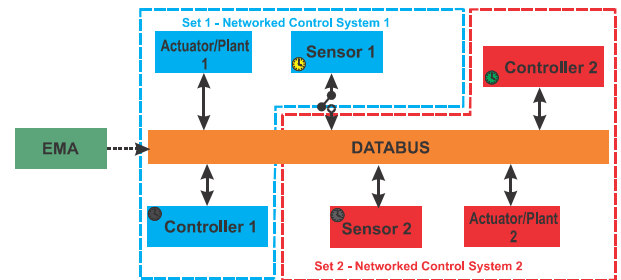 Set 1 - Networked Control System 1
Actuator/Plant
1
Sensor 1
Controller 2
EMA
DATABUS
Controller 1
Sensor 2
Actuator/Plant
2
Set 2 - Networked Control System 2